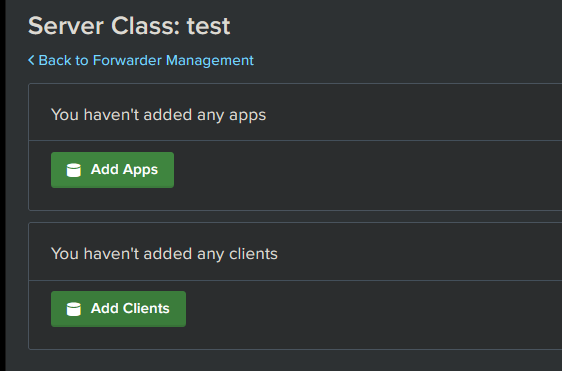 Server Class: test
Back to Forwarder Management
You haven't added any apps
Add Apps
You haven't added any clients
Add Clients